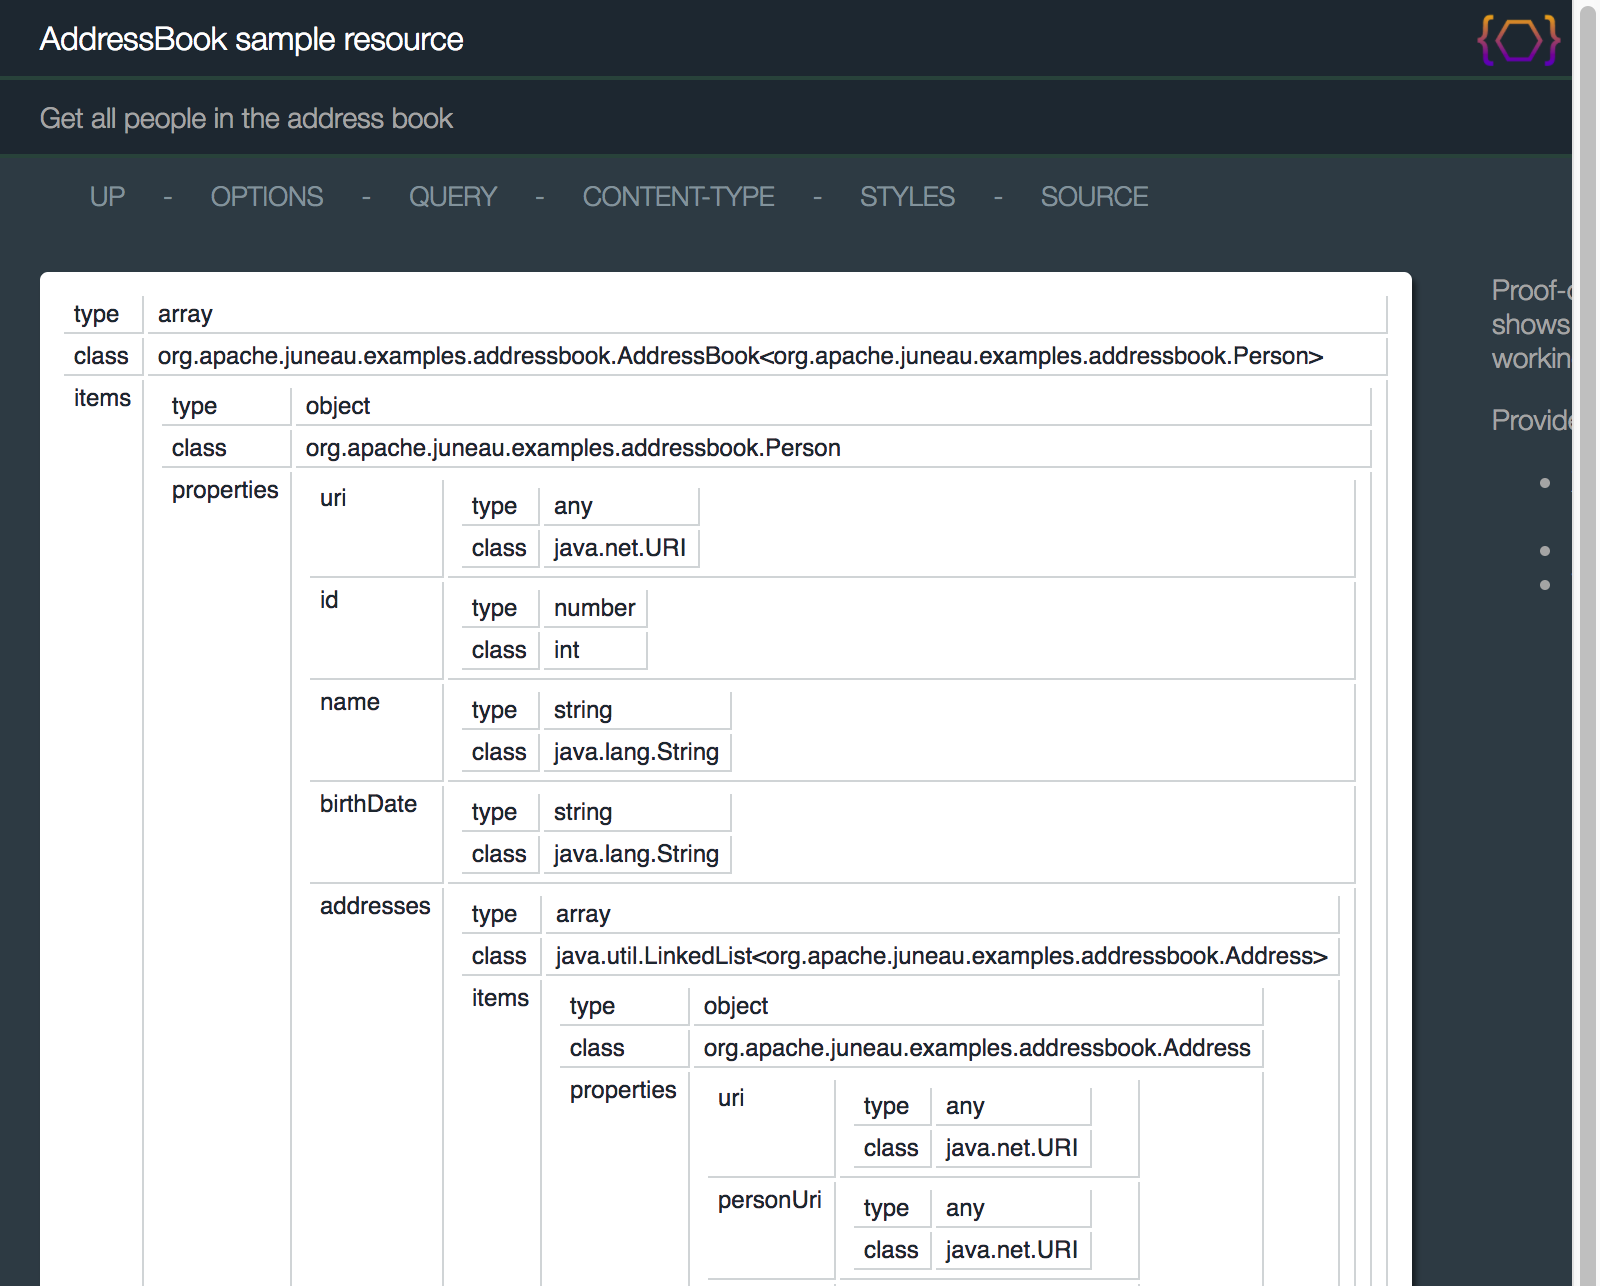 AddressBook sample resource
Get all people in the address book
UP - OPTIONS - QUERY - CONTENT-TYPE - STYLES - SOURCE
type array
class org.apache.juneau.examples.addressbook.AddressBook<org.apache.juneau.examples.addressbook.Person>
items
type object
class org.apache.juneau.examples.addressbook.Person
properties
uri
type any
class java.net.URI
id
type number
class int
name
type string
class java.lang.String
birthDate
type string
class java.lang.String
addresses
type array
class java.util.LinkedList<org.apache.juneau.examples.addressbook.Address>
items
type object
class org.apache.juneau.examples.addressbook.Address
properties
uri
type any
class java.net.URI
personUri
type any
class java.net.URI
shows